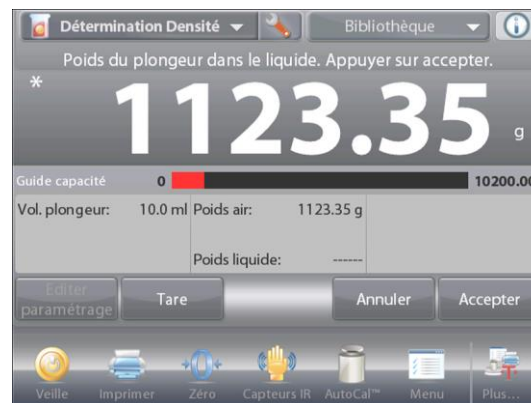 Détermination Densité Bibliothèque
Poids du plongeur dans le liquide. Appuyer sur accepter.
* 1123.35 g
Guide capacité 0 10200.00
Vol. plongeur: 10.0 ml Poids air: 1123.35 g
Poids liquide: ------
Editer paramétrage Tare Annuler Accepter
Veille Imprimer Zéro Capteurs IR AutoCal™ Menu Plus...